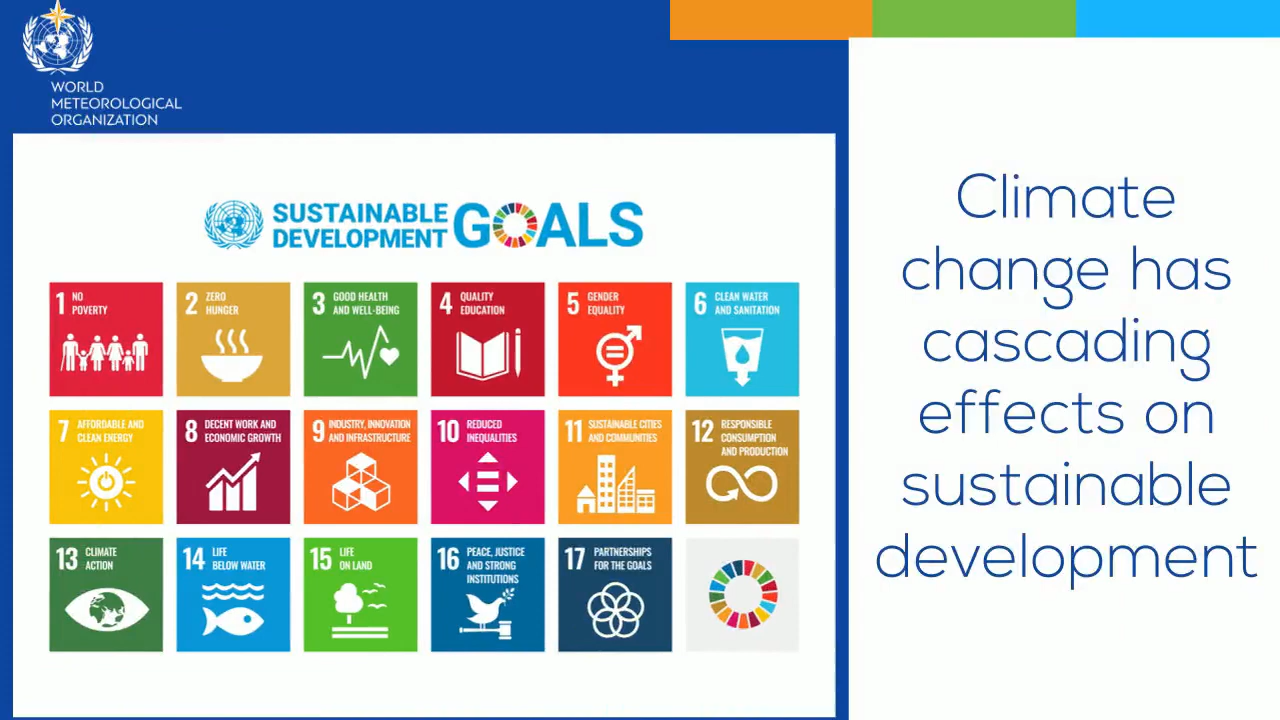 WORLD
METEOROLOGICAL
ORGANIZATION
SUSTAINABLE
DEVELOPMENT
GOALS
1 NO
POVERTY
2 ZERO
HUNGER
3 GOOD HEALTH
AND WELL-BEING
4 QUALITY
EDUCATION
5 GENDER
EQUALITY
6 CLEAN WATER
AND SANITATION
7 AFFORDABLE AND
CLEAN ENERGY
8 DECENT WORK AND
ECONOMIC GROWTH
9 INDUSTRY, INNOVATION
AND INFRASTRUCTURE
10 REDUCED
INEQUALITIES
11 SUSTAINABLE CITIES
AND COMMUNITIES
12 RESPONSIBLE
CONSUMPTION
AND PRODUCTION
13 CLIMATE
ACTION
14 LIFE
BELOW WATER
15 LIFE
ON LAND
16 PEACE, JUSTICE
AND STRONG
INSTITUTIONS
17 PARTNERSHIPS
FOR THE GOALS
Climate
change has
cascading
effects on
sustainable
development